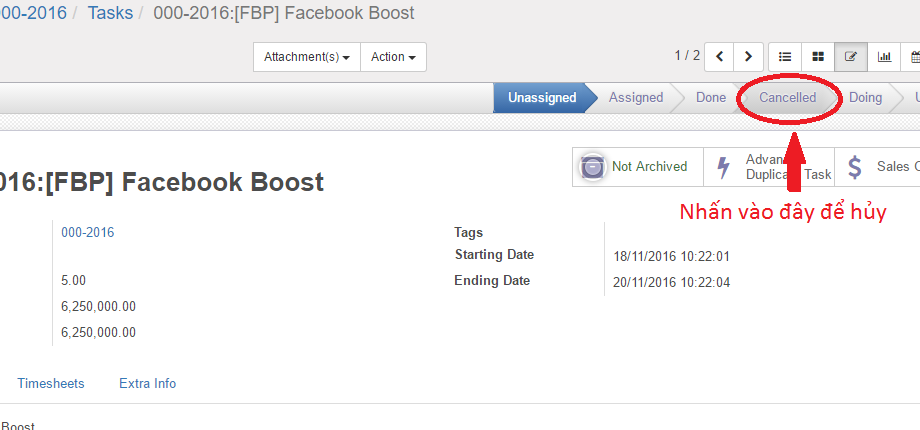 000-2016 / Tasks / 000-2016:[FBP] Facebook Boost
Attachment(s) Action 1 / 2
Unassigned Assigned Done Cancelled Doing
Not Archived
Duplicate Task
Sales
016:[FBP] Facebook Boost
Nhấn vào đây để hủy
000-2016
5.00
6,250,000.00
6,250,000.00
Tags
Starting Date 18/11/2016 10:22:01
Ending Date 20/11/2016 10:22:04
Timesheets Extra Info
Boost